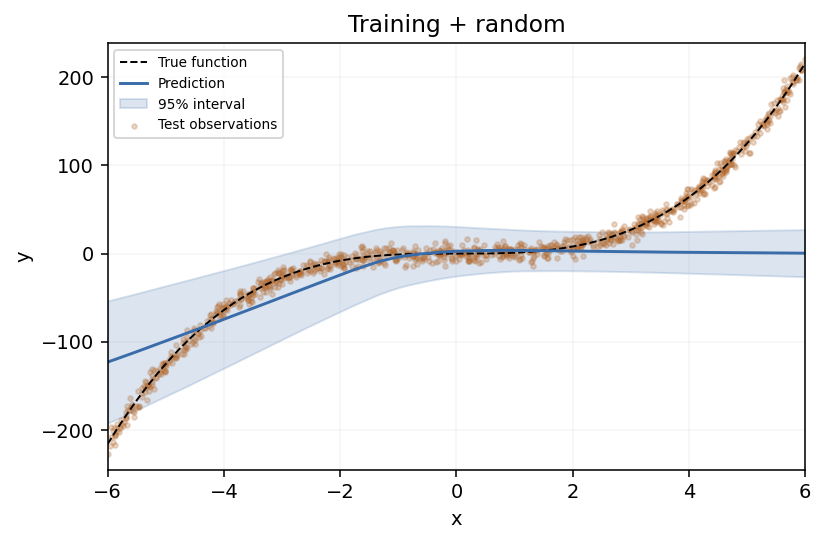 Training + random
True function
Prediction
95% interval
Test observations
200
100
0
−100
−200
y
−6 −4 −2 0 2 4 6
x